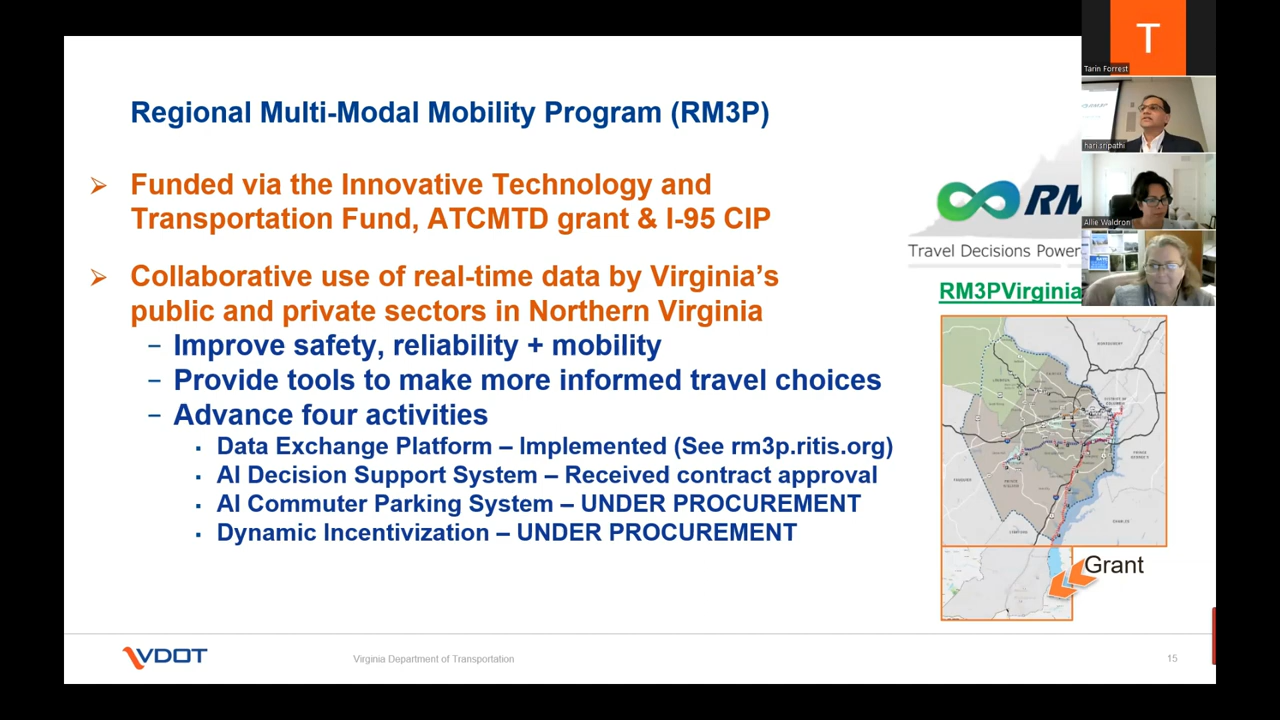 T
Tarin Forrest
hari sripathi
Allie Waldron
Regional Multi-Modal Mobility Program (RM3P)
➢ Funded via the Innovative Technology and
Transportation Fund, ATCMTD grant & I-95 CIP
➢ Collaborative use of real-time data by Virginia’s
public and private sectors in Northern Virginia
– Improve safety, reliability + mobility
– Provide tools to make more informed travel choices
– Advance four activities
▪ Data Exchange Platform – Implemented (See rm3p.ritis.org)
▪ AI Decision Support System – Received contract approval
▪ AI Commuter Parking System – UNDER PROCUREMENT
▪ Dynamic Incentivization – UNDER PROCUREMENT
RM
Travel Decisions Power
RM3PVirginia
Grant
VDOT
Virginia Department of Transportation
15